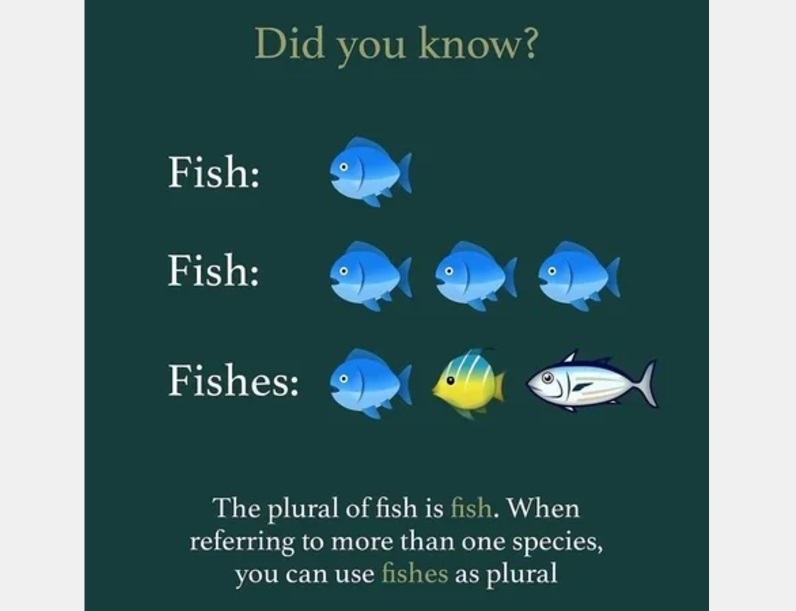 Did you know?
Fish:
Fish:
Fishes:
The plural of fish is fish. When
referring to more than one species,
you can use fishes as plural